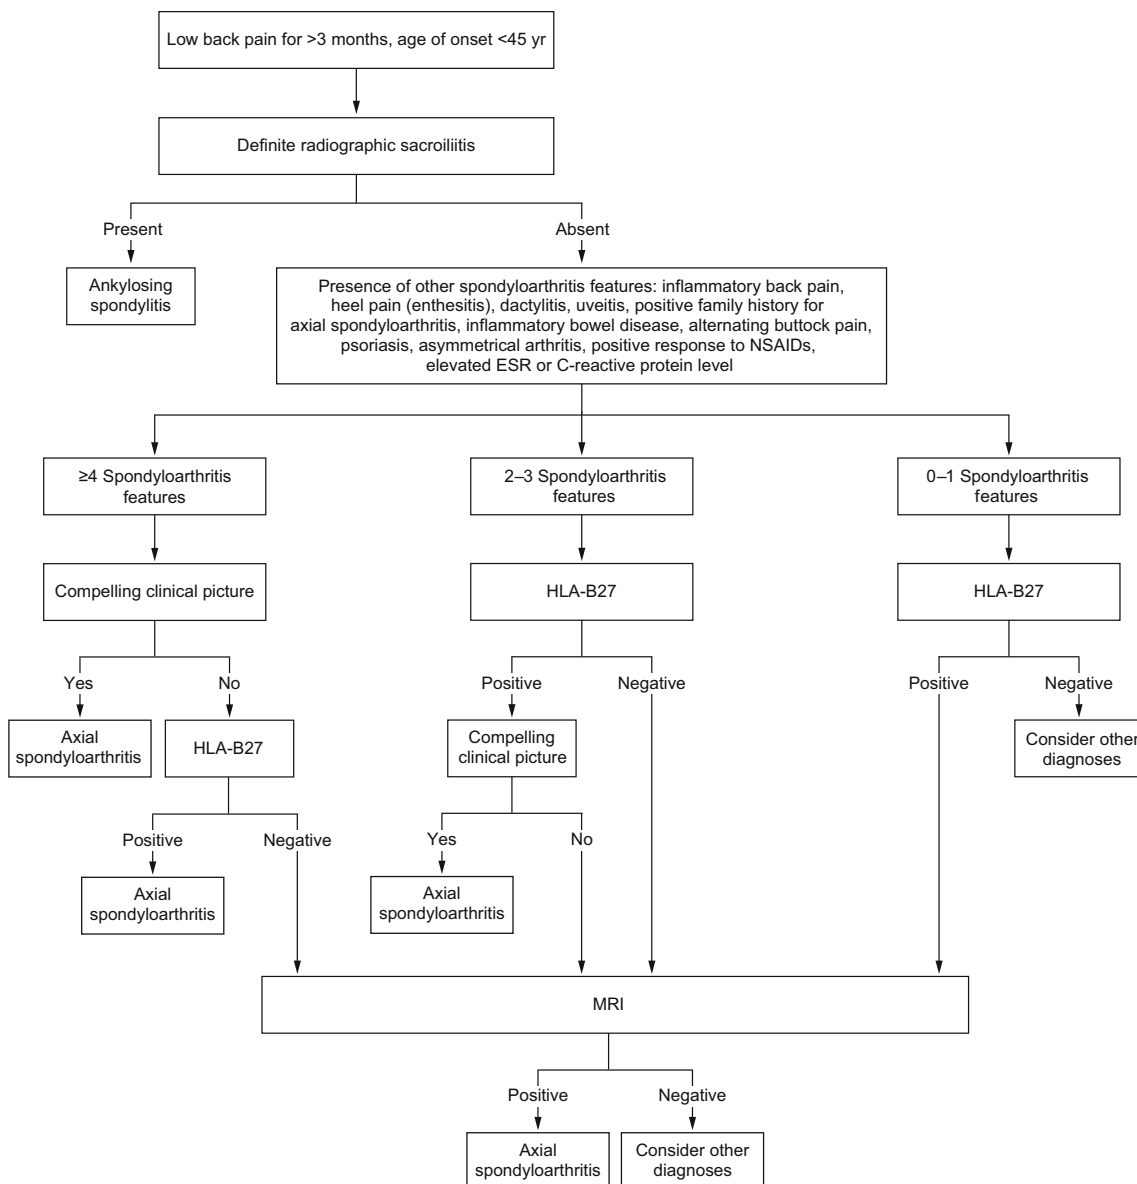 Low back pain for >3 months, age of onset <45 yr
Definite radiographic sacroiliitis
Present
Absent
Ankylosing
spondylitis
Presence of other spondyloarthritis features: inflammatory back pain,
heel pain (enthesitis), dactylitis, uveitis, positive family history for
axial spondyloarthritis, inflammatory bowel disease, alternating buttock pain,
psoriasis, asymmetrical arthritis, positive response to NSAIDs,
elevated ESR or C-reactive protein level
≥4 Spondyloarthritis
features
2–3 Spondyloarthritis
features
0–1 Spondyloarthritis
features
Compelling clinical picture
HLA-B27
HLA-B27
Yes
No
Positive
Negative
Positive
Negative
Axial
spondyloarthritis
HLA-B27
Compelling
clinical picture
Consider other
diagnoses
Positive
Negative
Yes
No
Axial
spondyloarthritis
Axial
spondyloarthritis
MRI
Positive
Negative
Axial
spondyloarthritis
Consider other
diagnoses